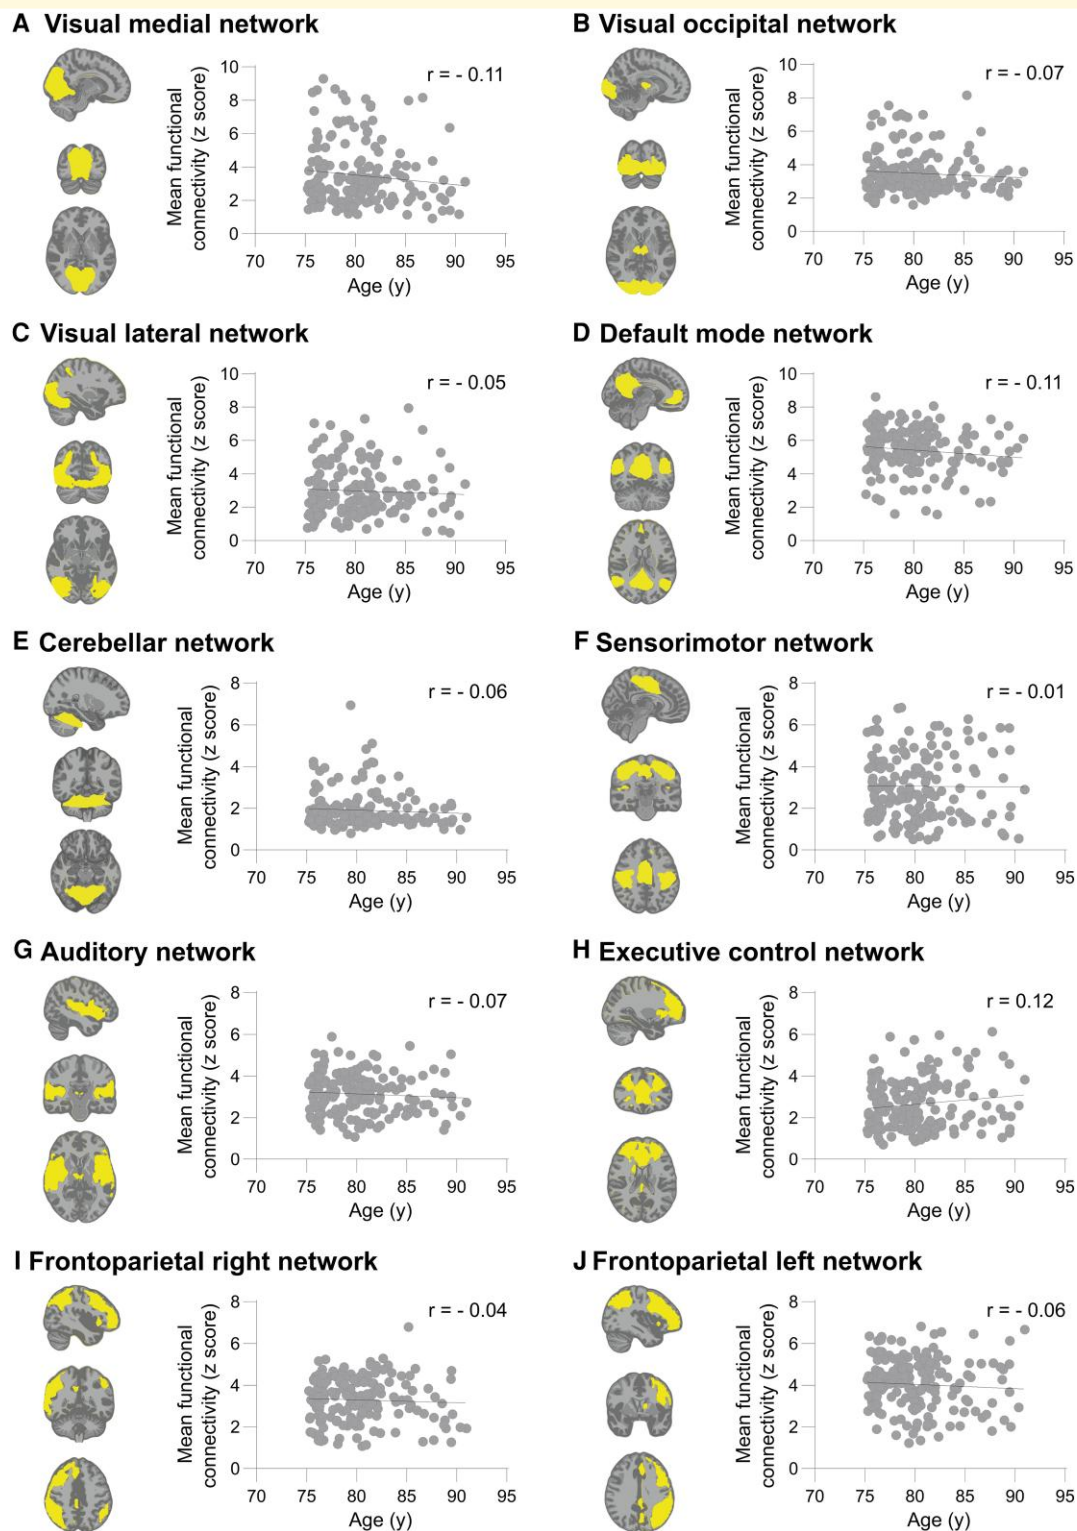 A Visual medial network
10
8
6
4
2
0
Mean functional
connectivity (z score)
r = - 0.11
70 75 80 85 90 95
Age (y)
B Visual occipital network
10
8
6
4
2
0
Mean functional
connectivity (z score)
r = - 0.07
70 75 80 85 90 95
Age (y)
C Visual lateral network
10
8
6
4
2
0
Mean functional
connectivity (z score)
r = - 0.05
70 75 80 85 90 95
Age (y)
D Default mode network
10
8
6
4
2
0
Mean functional
connectivity (z score)
r = - 0.11
70 75 80 85 90 95
Age (y)
E Cerebellar network
8
6
4
2
0
Mean functional
connectivity (z score)
r = - 0.06
70 75 80 85 90 95
Age (y)
F Sensorimotor network
8
6
4
2
0
Mean functional
connectivity (z score)
r = - 0.01
70 75 80 85 90 95
Age (y)
G Auditory network
8
6
4
2
0
Mean functional
connectivity (z score)
r = - 0.07
70 75 80 85 90 95
Age (y)
H Executive control network
8
6
4
2
0
Mean functional
connectivity (z score)
r = 0.12
70 75 80 85 90 95
Age (y)
I Frontoparietal right network
8
6
4
2
0
Mean functional
connectivity (z score)
r = - 0.04
70 75 80 85 90 95
Age (y)
J Frontoparietal left network
8
6
4
2
0
Mean functional
connectivity (z score)
r = - 0.06
70 75 80 85 90 95
Age (y)